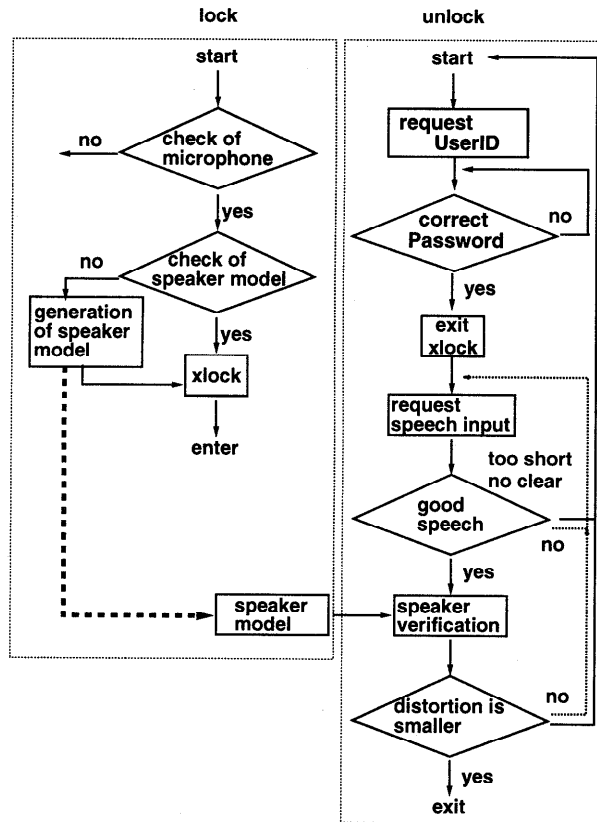 lock
start
check of
microphone
no
yes
check of
speaker model
no
generation
of speaker
model
yes
xlock
enter
speaker
model
unlock
start
request
UserID
correct
Password
no
yes
exit
xlock
request
speech input
too short
no clear
good
speech
no
yes
speaker
verification
distortion is
smaller
no
yes
exit